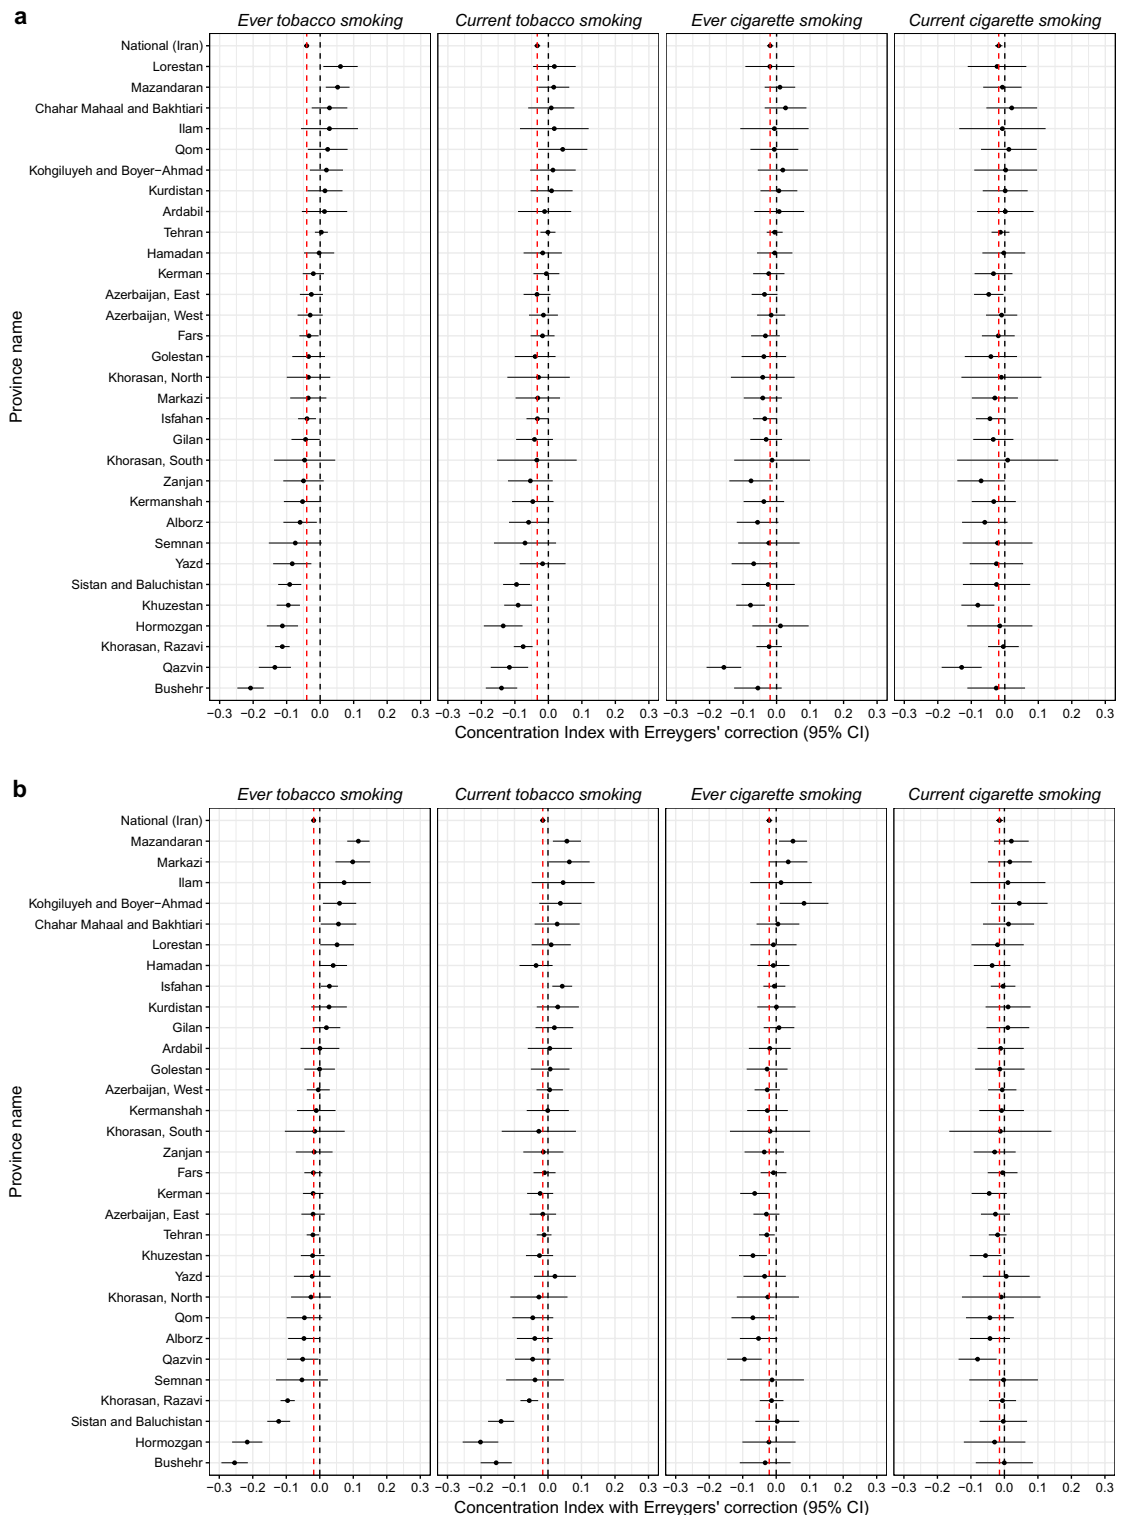 a
Ever tobacco smoking Current tobacco smoking Ever cigarette smoking Current cigarette smoking
National (Iran)
Lorestan
Mazandaran
Chahar Mahaal and Bakhtiari
Ilam
Qom
Kohgiluyeh and Boyer−Ahmad
Kurdistan
Ardabil
Tehran
Hamadan
Kerman
Azerbaijan, East
Azerbaijan, West
Fars
Golestan
Khorasan, North
Markazi
Isfahan
Gilan
Khorasan, South
Zanjan
Kermanshah
Alborz
Semnan
Yazd
Sistan and Baluchistan
Khuzestan
Hormozgan
Khorasan, Razavi
Qazvin
Bushehr
Province name
−0.3 −0.2 −0.1 0.0 0.1 0.2 0.3 −0.3 −0.2 −0.1 0.0 0.1 0.2 0.3 −0.3 −0.2 −0.1 0.0 0.1 0.2 0.3 −0.3 −0.2 −0.1 0.0 0.1 0.2 0.3
Concentration Index with Erreygers' correction (95% CI)
b
Ever tobacco smoking Current tobacco smoking Ever cigarette smoking Current cigarette smoking
National (Iran)
Mazandaran
Markazi
Ilam
Kohgiluyeh and Boyer−Ahmad
Chahar Mahaal and Bakhtiari
Lorestan
Hamadan
Isfahan
Kurdistan
Gilan
Ardabil
Golestan
Azerbaijan, West
Kermanshah
Khorasan, South
Zanjan
Fars
Kerman
Azerbaijan, East
Tehran
Khuzestan
Yazd
Khorasan, North
Qom
Alborz
Qazvin
Semnan
Khorasan, Razavi
Sistan and Baluchistan
Hormozgan
Bushehr
Province name
−0.3 −0.2 −0.1 0.0 0.1 0.2 0.3 −0.3 −0.2 −0.1 0.0 0.1 0.2 0.3 −0.3 −0.2 −0.1 0.0 0.1 0.2 0.3 −0.3 −0.2 −0.1 0.0 0.1 0.2 0.3
Concentration Index with Erreygers' correction (95% CI)